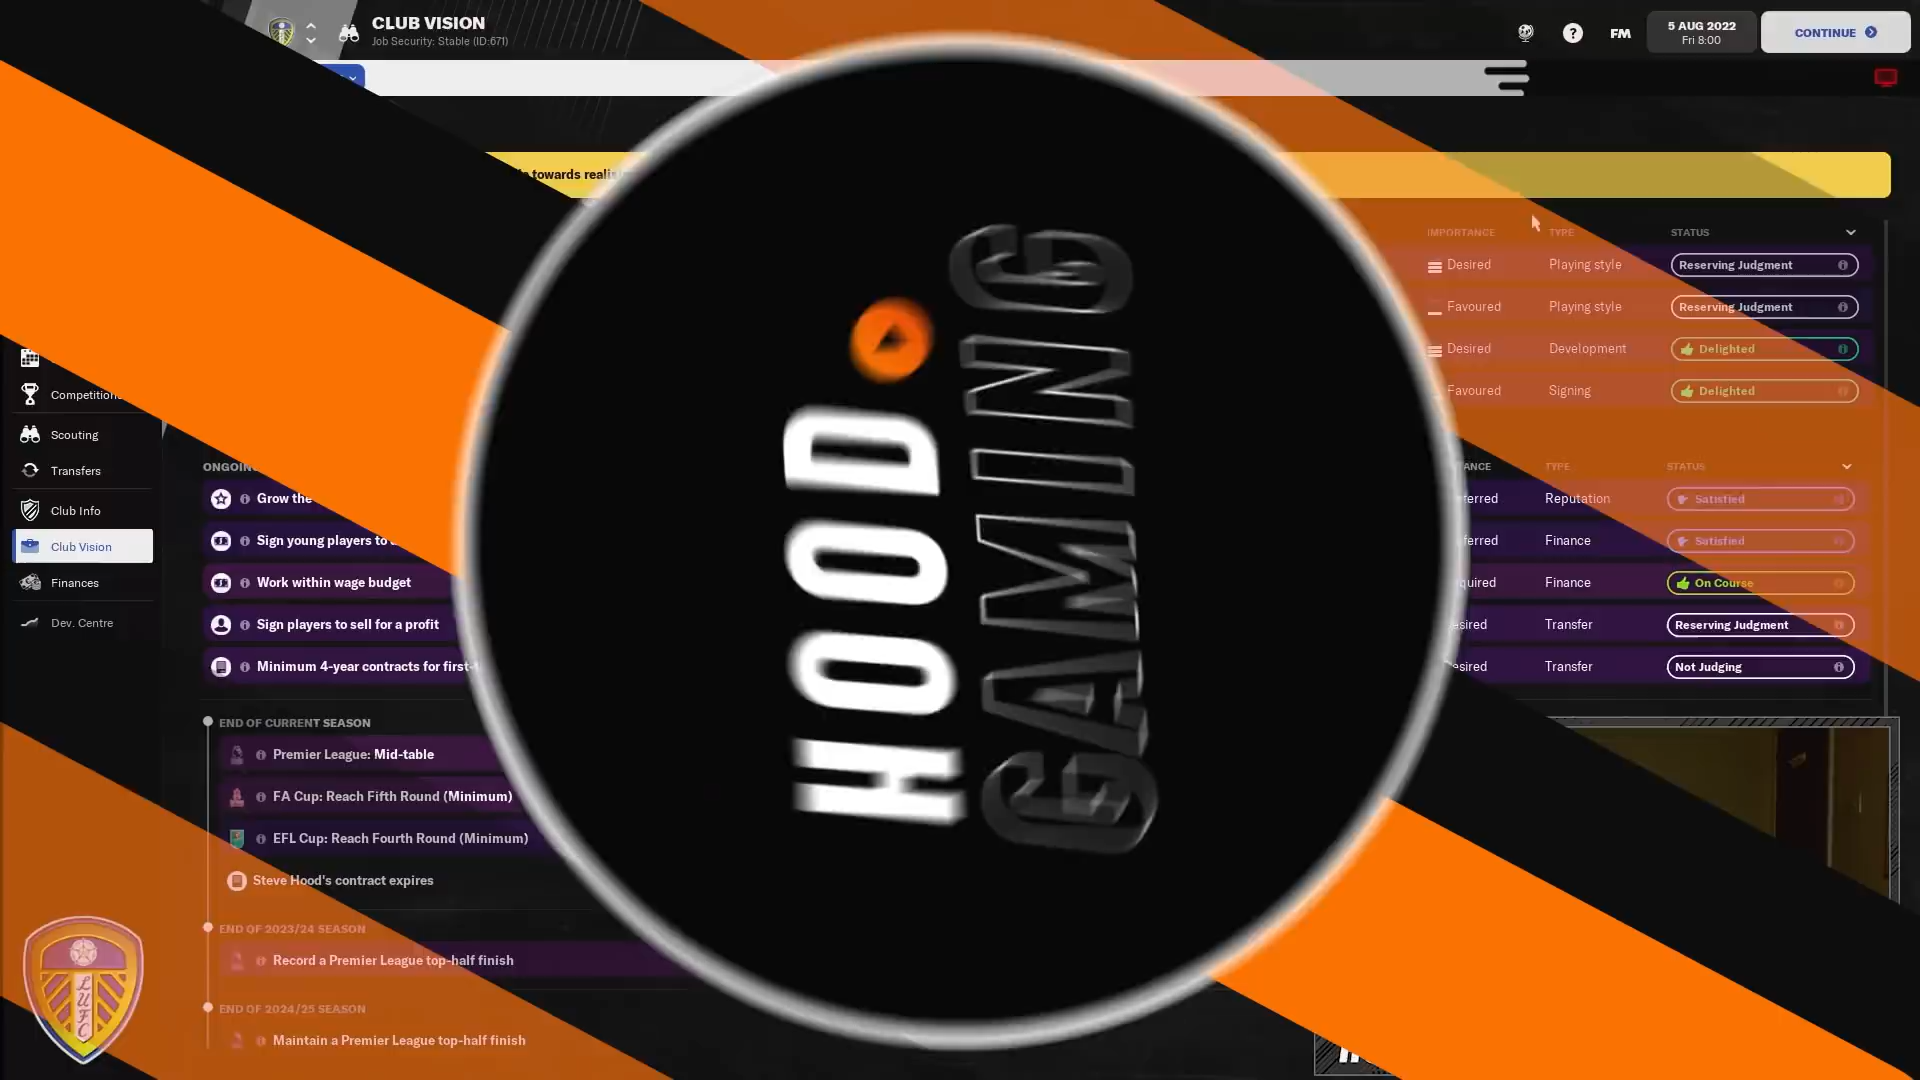 CLUB VISION
Job Security: Stable (ID:671)
FM
5 AUG 2022
Fri 8:00
CONTINUE
towards
IMPORTANCE TYPE STATUS
Desired Playing style Reserving Judgment
Favoured Playing style Reserving Judgment
Desired Development Delighted
Favoured Signing Delighted
Scouting
Transfers
Club Info
Club Vision
Finances
Dev. Centre
TYPE STATUS
Grow the Reputation Satisfied
Sign young players to Finance Satisfied
Work within wage budget Finance On Course
Sign players to sell for a profit Transfer Reserving Judgment
Minimum 4-year contracts for Transfer Not Judging
END OF CURRENT SEASON
Premier League: Mid-table
FA Cup: Reach Fifth Round (Minimum)
EFL Cup: Reach Fourth Round (Minimum)
Steve Hood's contract expires
END OF 2023/24 SEASON
Record a Premier League top-half finish
END OF 2024/25 SEASON
Maintain a Premier League top-half finish
HOOD
GAMING
LUFC